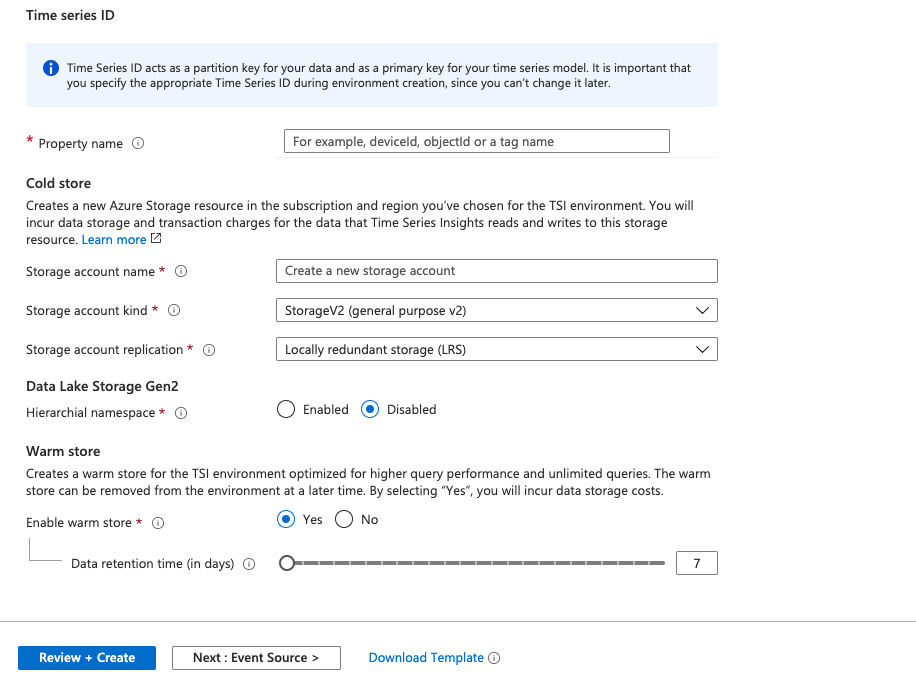 Time series ID
Time Series ID acts as a partition key for your data and as a primary key for your time series model. It is important that
you specify the appropriate Time Series ID during environment creation, since you can't change it later.
* Property name
For example, deviceId, objectId or a tag name
Cold store
Creates a new Azure Storage resource in the subscription and region you've chosen for the TSI environment. You will
incur data storage and transaction charges for the data that Time Series Insights reads and writes to this storage
resource. Learn more
Storage account name *
Create a new storage account
Storage account kind *
StorageV2 (general purpose v2)
Storage account replication *
Locally redundant storage (LRS)
Data Lake Storage Gen2
Hierarchial namespace *
Enabled Disabled
Warm store
Creates a warm store for the TSI environment optimized for higher query performance and unlimited queries. The warm
store can be removed from the environment at a later time. By selecting "Yes", you will incur data storage costs.
Enable warm store *
Yes No
Data retention time (in days)
7
Review + Create
Next : Event Source >
Download Template